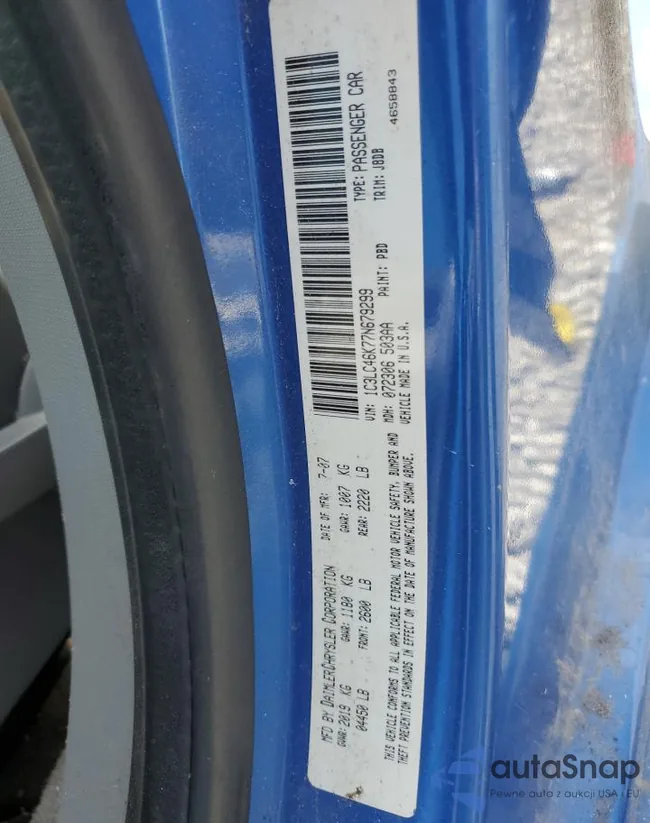 MFD BY DAIMLERCHRYSLER CORPORATION
DATE OF MFR: 7-07
GVWR: 2019 KG
GAWR: 1180 KG
GAWR: 1007 KG
04450 LB
FRONT: 2600 LB
REAR: 2220 LB
THIS VEHICLE CONFORMS TO ALL APPLICABLE FEDERAL MOTOR VEHICLE SAFETY, BUMPER AND
THEFT PREVENTION STANDARDS IN EFFECT ON THE DATE OF MANUFACTURE SHOWN ABOVE.
VIN: 1C3LC46K77N679299
TYPE: PASSENGER CAR
MDH: 072306 503AA
PAINT: PBD
TRIM: J8DB
VEHICLE MADE IN U.S.A.
4658843
autaSnap
Pewne auta z aukcji USA i EU